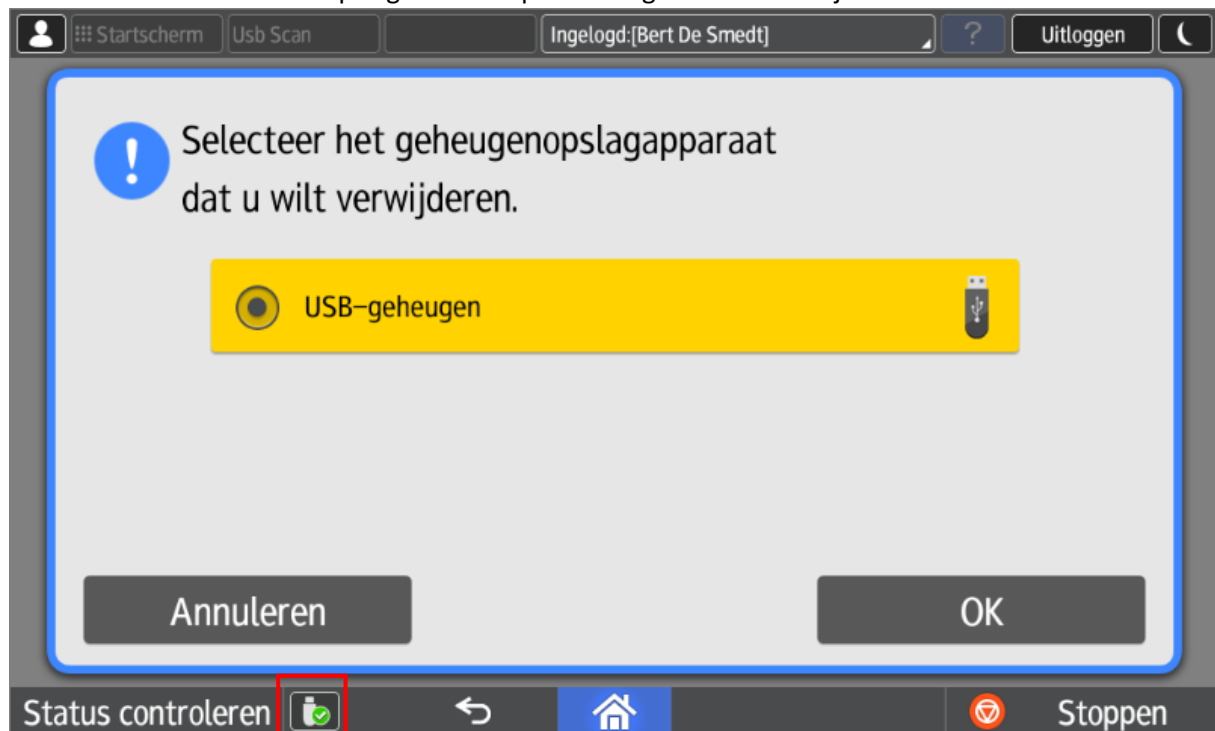 Startscherm
Usb Scan
Ingelogd:[Bert De Smedt]
?
Uitloggen
Selecteer het geheugenopslagapparaat
dat u wilt verwijderen.
USB-geheugen
Annuleren
OK
Status controleren
Stoppen